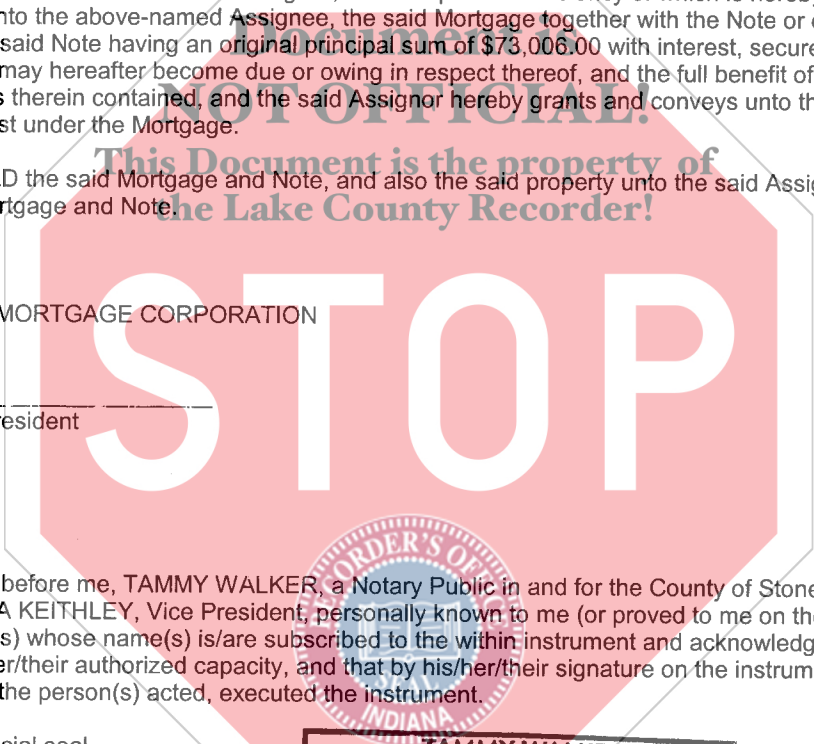 Document is
into the above-named Assignee, the said Mortgage together with the Note or
said Note having an original principal sum of $73,006.00 with interest, secure
may hereafter become due or owing in respect thereof, and the full benefit of
NOT OFFICIAL!
s therein contained, and the said Assignor hereby grants and conveys unto th
st under the Mortgage.
This Document is the property of
D the said Mortgage and Note, and also the said property unto the said Assig
the Lake County Recorder!
rtgage and Note.
STOP
MORTGAGE CORPORATION
resident
RECORDER'S OF
before me, TAMMY WALKER, a Notary Public in and for the County of Stone
A KEITHLEY, Vice President, personally known to me (or proved to me on the
s) whose name(s) is/are subscribed to the within instrument and acknowledg
er/their authorized capacity, and that by his/her/their signature on the instrum
SEAL
the person(s) acted, executed the instrument.
INDIANA